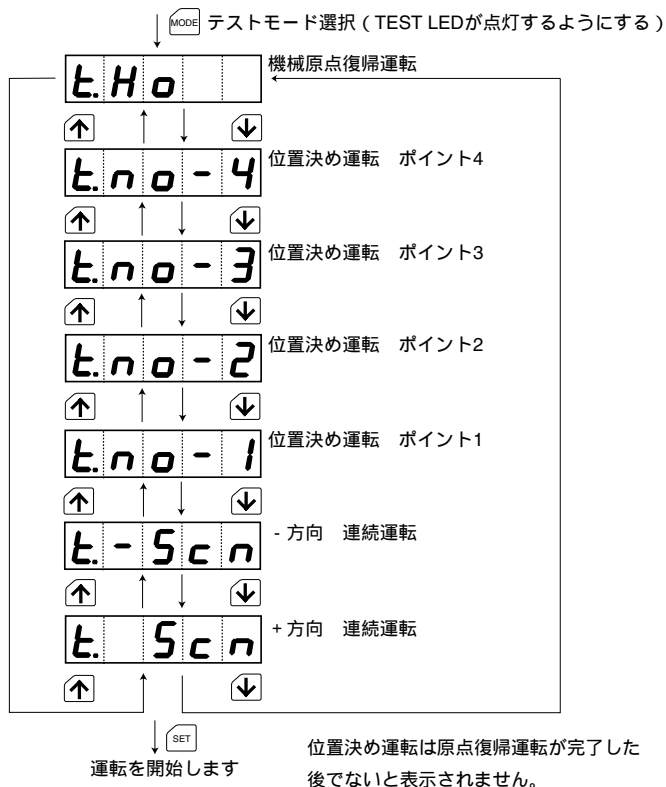 MODE テストモード選択 ( TEST LEDが点灯するようにする )
t.Ho 機械原点復帰運転
t.no-4 位置決め運転 ポイント4
t.no-3 位置決め運転 ポイント3
t.no-2 位置決め運転 ポイント2
t.no-1 位置決め運転 ポイント1
t.-Scn - 方向 連続運転
t. Scn + 方向 連続運転
SET
運転を開始します
位置決め運転は原点復帰運転が完了した
後でないと表示されません。